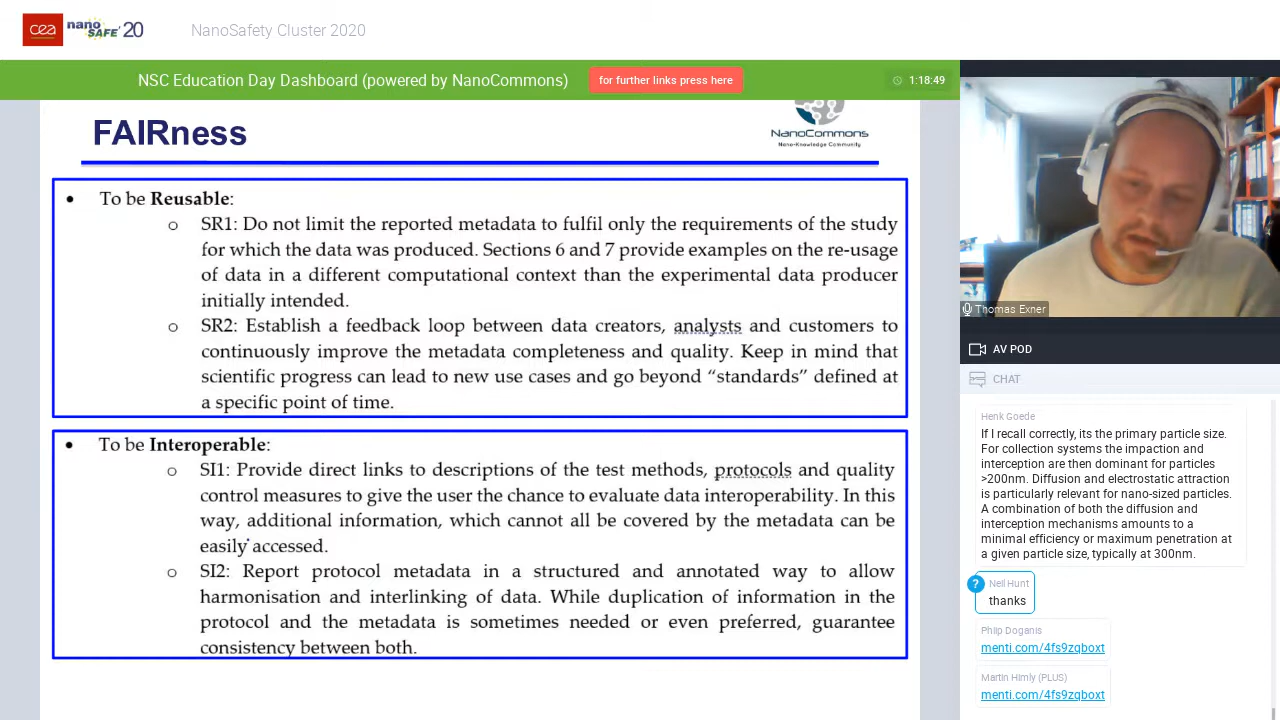 cea nano SAFE' 20 NanoSafety Cluster 2020
NSC Education Day Dashboard (powered by NanoCommons) for further links press here 1:18:49
NanoCommons
Nano-Knowledge Community
FAIRness
• To be Reusable:
o SR1: Do not limit the reported metadata to fulfil only the requirements of the study
for which the data was produced. Sections 6 and 7 provide examples on the re-usage
of data in a different computational context than the experimental data producer
initially intended.
o SR2: Establish a feedback loop between data creators, analysts and customers to
continuously improve the metadata completeness and quality. Keep in mind that
scientific progress can lead to new use cases and go beyond “standards” defined at
a specific point of time.
• To be Interoperable:
o SI1: Provide direct links to descriptions of the test methods, protocols and quality
control measures to give the user the chance to evaluate data interoperability. In this
way, additional information, which cannot all be covered by the metadata can be
easily accessed.
o SI2: Report protocol metadata in a structured and annotated way to allow
harmonisation and interlinking of data. While duplication of information in the
protocol and the metadata is sometimes needed or even preferred, guarantee
consistency between both.
Thomas Exner
AV POD
CHAT
Henk Goede
If I recall correctly, its the primary particle size.
For collection systems the impaction and
interception are then dominant for particles
>200nm. Diffusion and electrostatic attraction
is particularly relevant for nano-sized particles.
A combination of both the diffusion and
interception mechanisms amounts to a
minimal efficiency or maximum penetration at
a given particle size, typically at 300nm.
? Neil Hunt
thanks
Phlip Doganis
menti.com/4fs9zqboxt
Martin Himly (PLUS)
menti.com/4fs9zqboxt